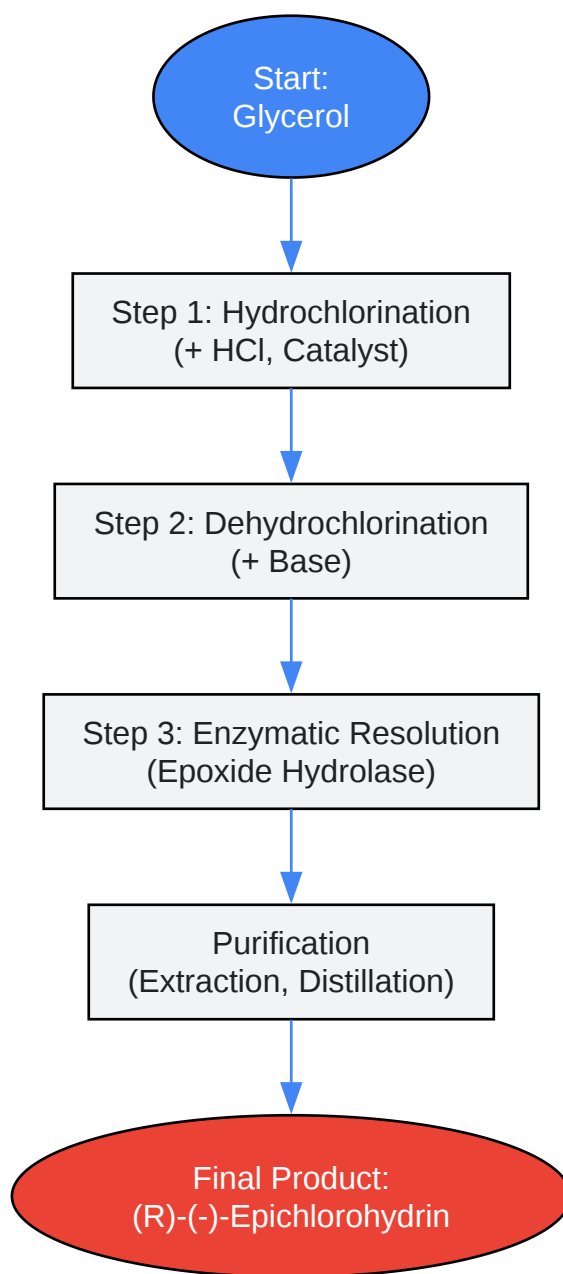 Start:
Glycerol
Step 1: Hydrochlorination
(+ HCl, Catalyst)
Step 2: Dehydrochlorination
(+ Base)
Step 3: Enzymatic Resolution
(Epoxide Hydrolase)
Purification
(Extraction, Distillation)
Final Product:
(R)-(-)-Epichlorohydrin